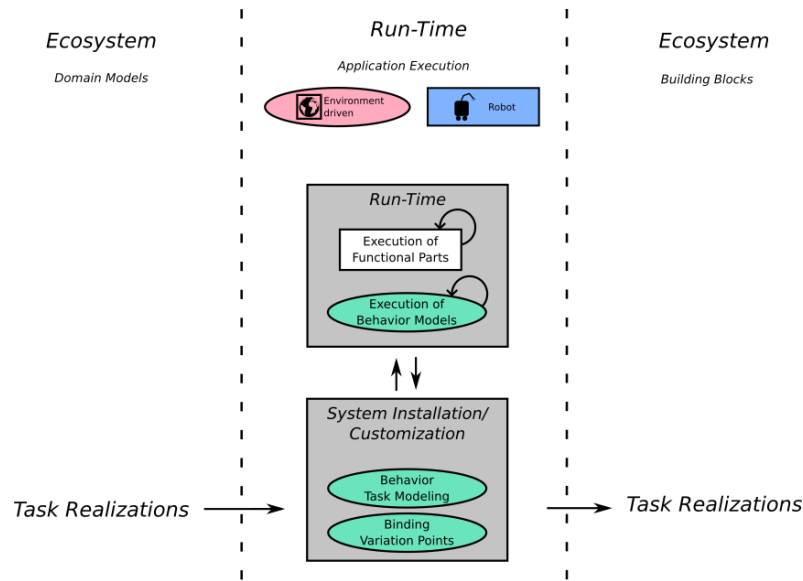 Ecosystem
Domain Models
Run-Time
Application Execution
Environment
driven
Robot
Ecosystem
Building Blocks
Run-Time
Execution of
Functional Parts
Execution of
Behavior Models
System Installation/
Customization
Behavior
Task Modeling
Binding
Variation Points
Task Realizations
Task Realizations